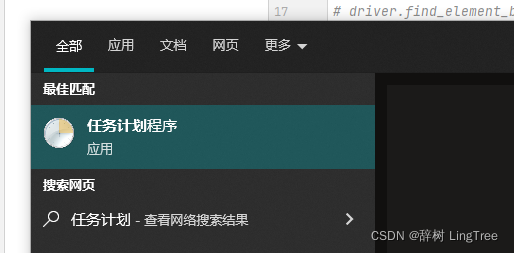 17 # driver.find_element_b
全部 应用 文档 网页 更多
最佳匹配
任务计划程序
应用
搜索网页
任务计划 - 查看网络搜索结果
CSDN @辞树 LingTree